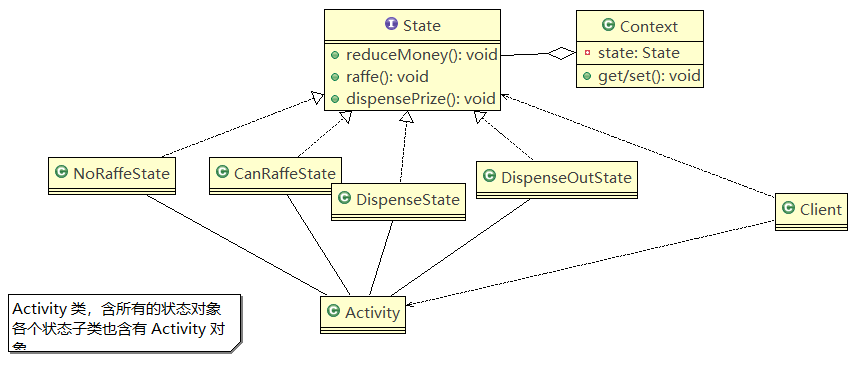 State
reduceMoney(): void
raffe(): void
dispensePrize(): void
Context
state: State
get/set(): void
NoRaffeState
CanRaffeState
DispenseState
DispenseOutState
Client
Activity
Activity 类，含所有的状态对象
各个状态子类也含有 Activity 对
象